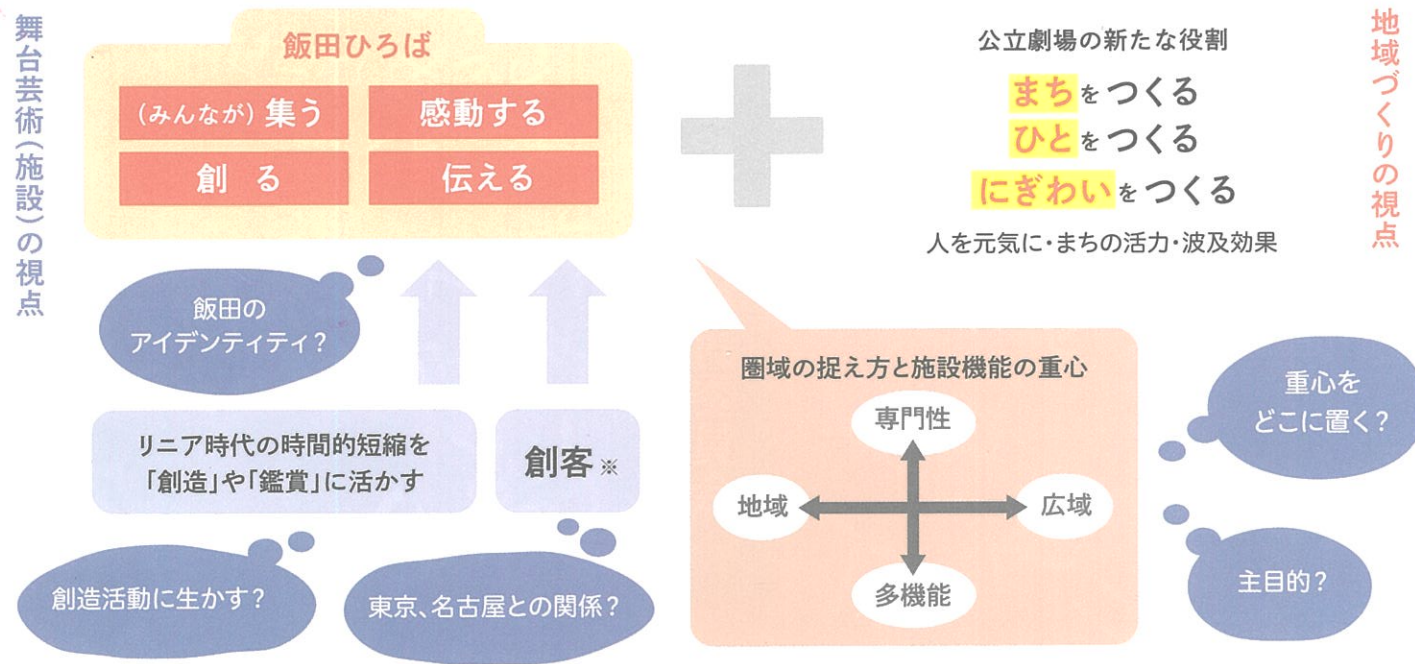 舞台芸術(施設)の視点
飯田ひろば
(みんなが)集う
感動する
創る
伝える
飯田の
アイデンティティ?
リニア時代の時間的短縮を
「創造」や「鑑賞」に活かす
創客※
創造活動に生かす?
東京、名古屋との関係?
地域づくりの視点
公立劇場の新たな役割
まちをつくる
ひとをつくる
にぎわいをつくる
人を元気に・まちの活力・波及効果
圏域の捉え方と施設機能の重心
専門性
地域
広域
多機能
重心を
どこに置く?
主目的?